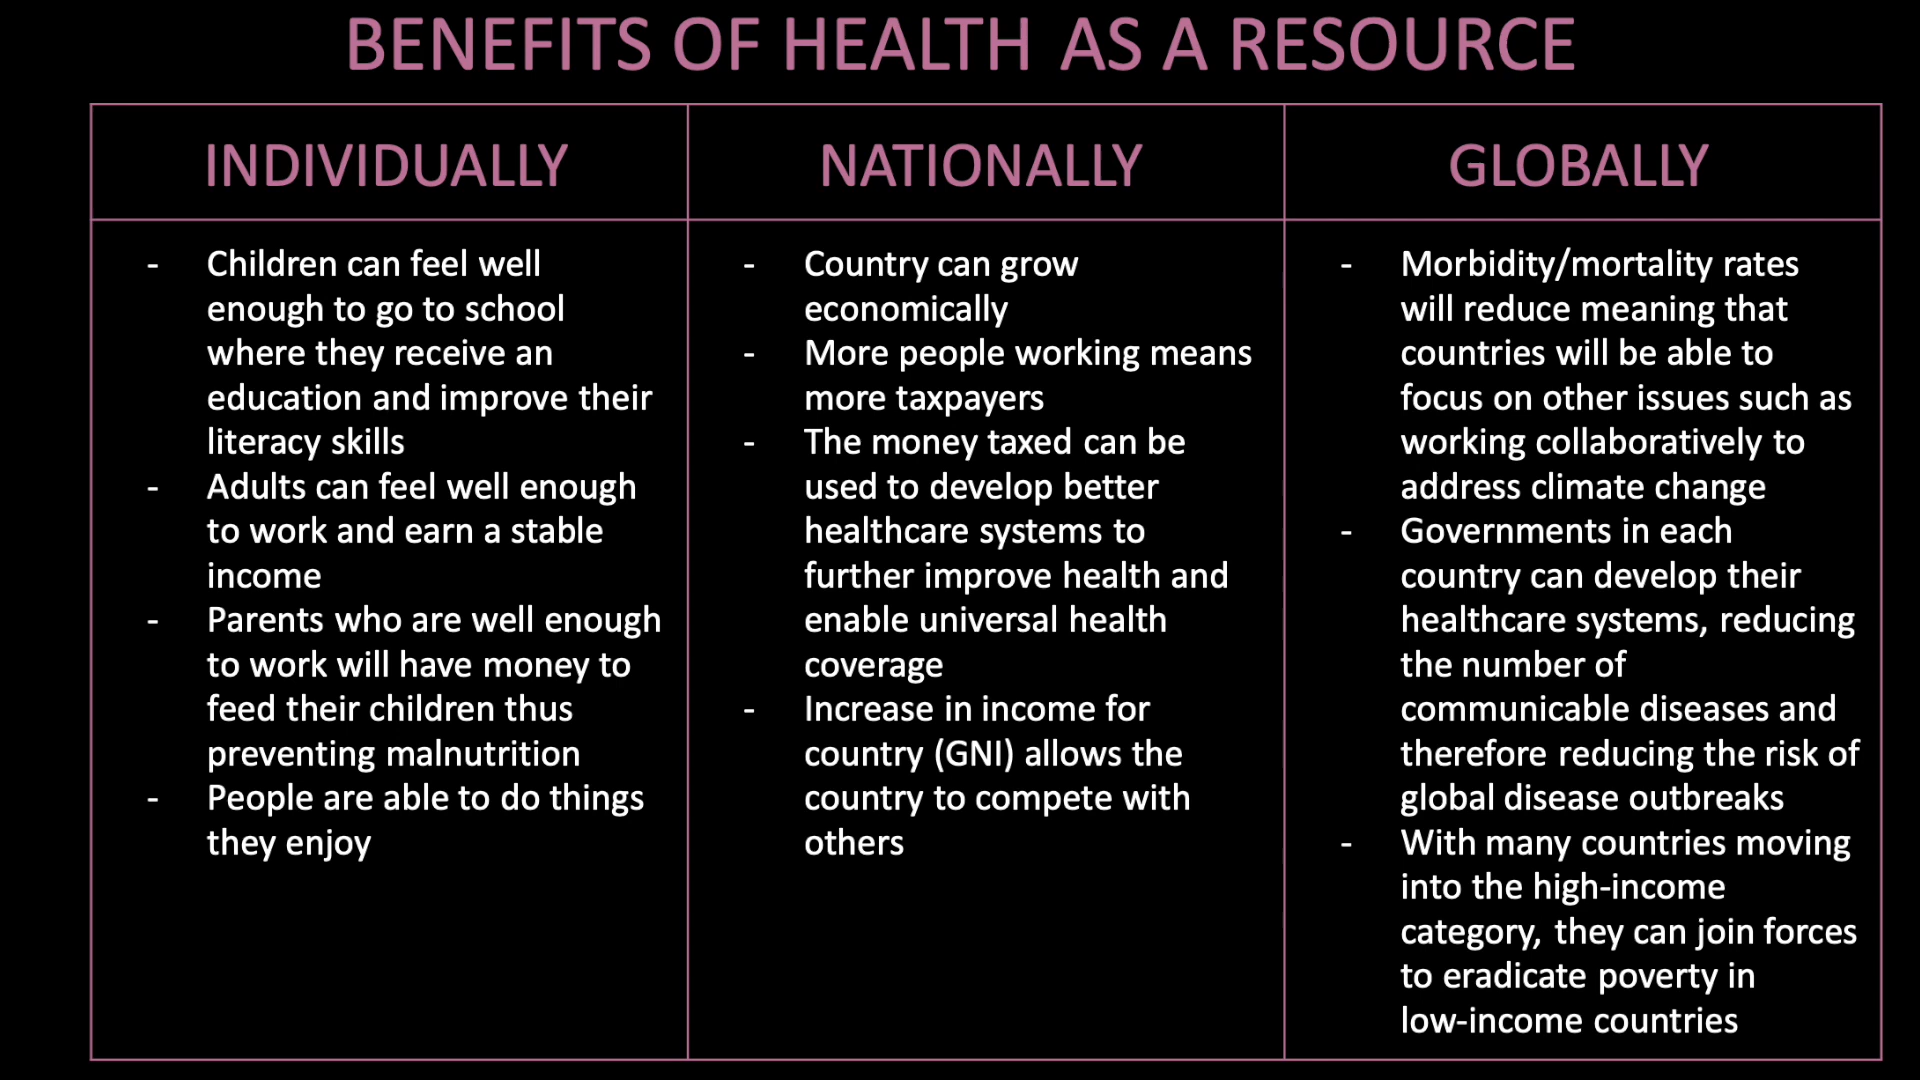 BENEFITS OF HEALTH AS A RESOURCE
INDIVIDUALLY
- Children can feel well
enough to go to school
where they receive an
education and improve their
literacy skills
- Adults can feel well enough
to work and earn a stable
income
- Parents who are well enough
to work will have money to
feed their children thus
preventing malnutrition
- People are able to do things
they enjoy
NATIONALLY
- Country can grow
economically
- More people working means
more taxpayers
- The money taxed can be
used to develop better
healthcare systems to
further improve health and
enable universal health
coverage
- Increase in income for
country (GNI) allows the
country to compete with
others
GLOBALLY
- Morbidity/mortality rates
will reduce meaning that
countries will be able to
focus on other issues such as
working collaboratively to
address climate change
- Governments in each
country can develop their
healthcare systems, reducing
the number of
communicable diseases and
therefore reducing the risk of
global disease outbreaks
- With many countries moving
into the high-income
category, they can join forces
to eradicate poverty in
low-income countries